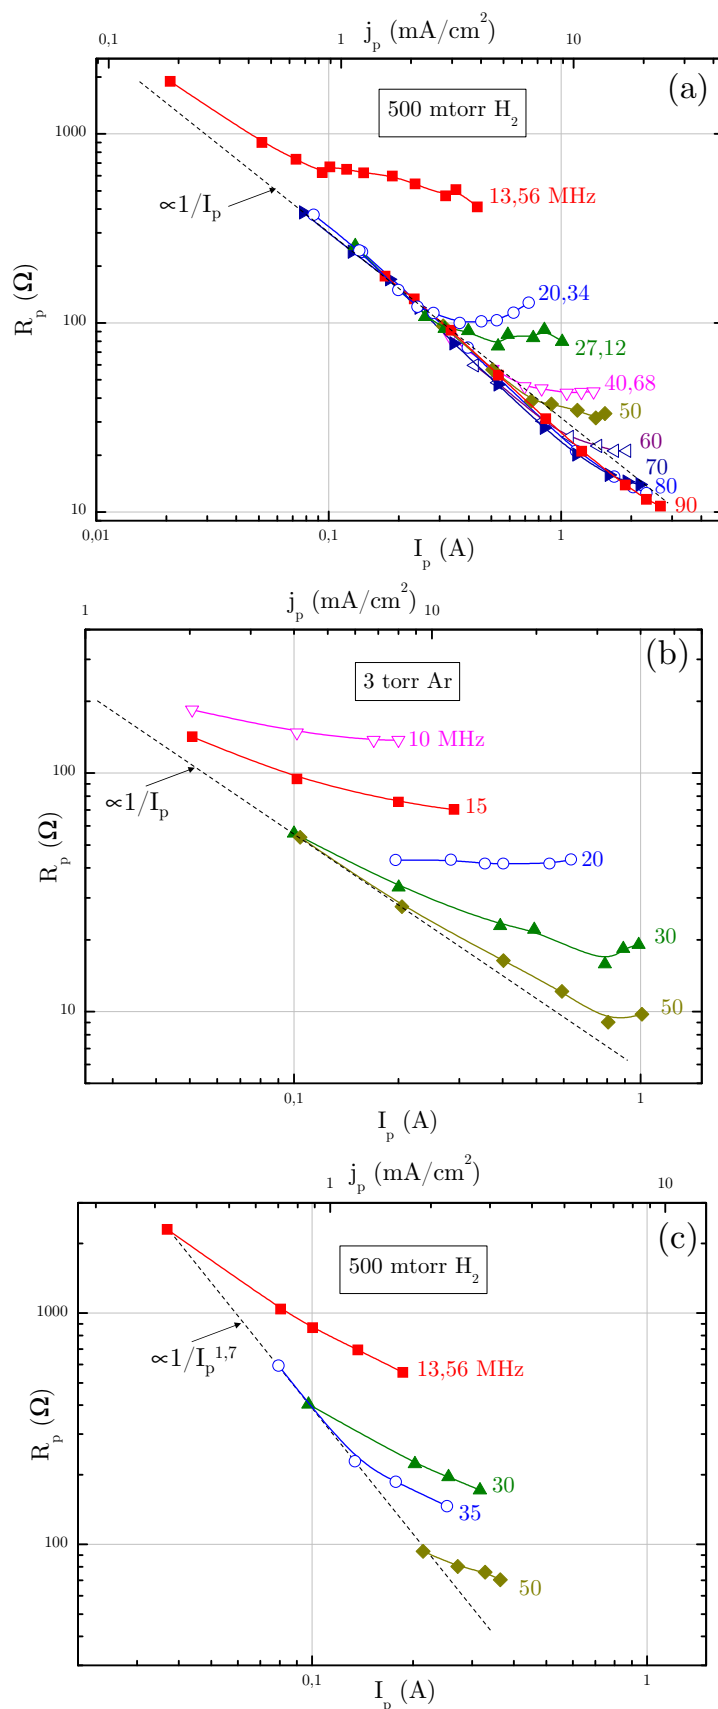 j_p (mA/cm^2)
0,1 1 10
(a)
500 mtorr H_2
1000
13,56 MHz
∝1/I_p
20,34
R_p (Ω)
100
27,12
40,68
50
60
70
80
10
90
0,01 0,1 1
I_p (A)
j_p (mA/cm^2)
1 10
(b)
3 torr Ar
10 MHz
100
∝1/I_p
15
R_p (Ω)
20
30
10
50
0,1 1
I_p (A)
j_p (mA/cm^2)
1 10
(c)
500 mtorr H_2
1000
∝1/I_p^1,7
13,56 MHz
R_p (Ω)
30
35
100
50
0,1 1
I_p (A)